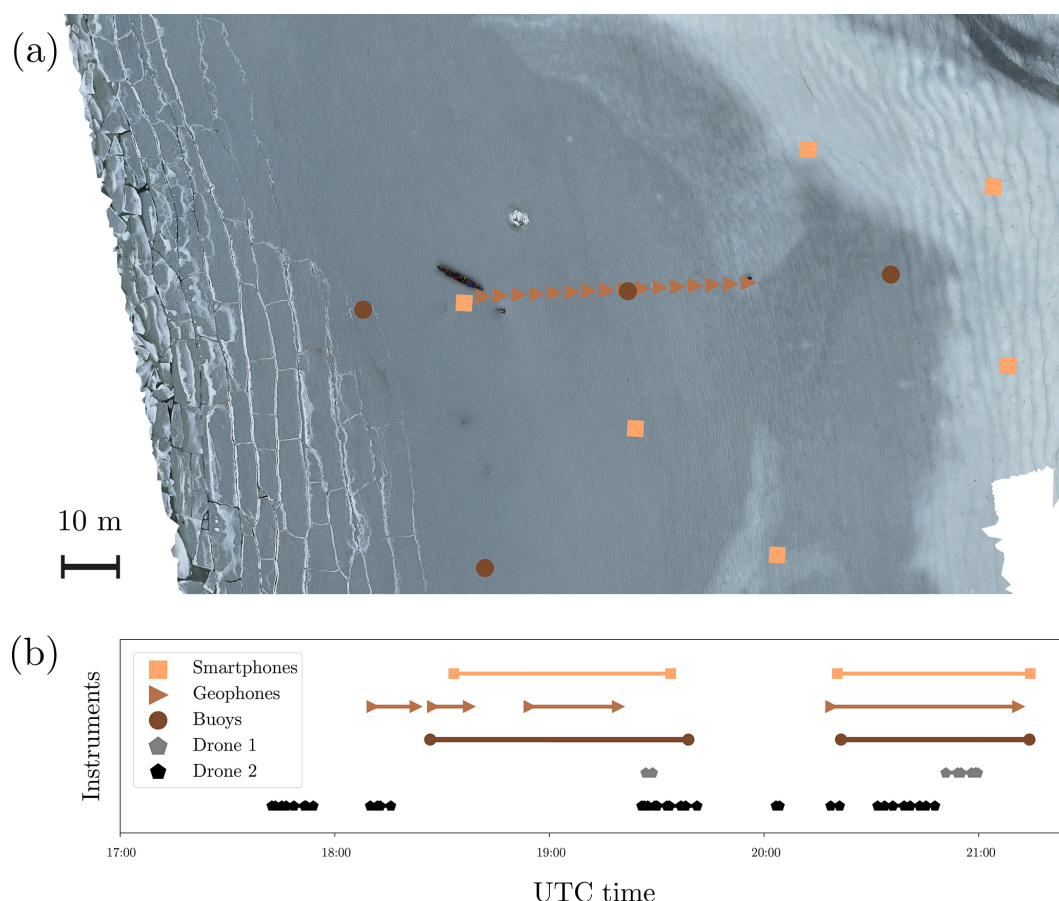 (a)
10 m
(b)
Instruments
Smartphones
Geophones
Buoys
Drone 1
Drone 2
17:00 18:00 19:00 20:00 21:00
UTC time